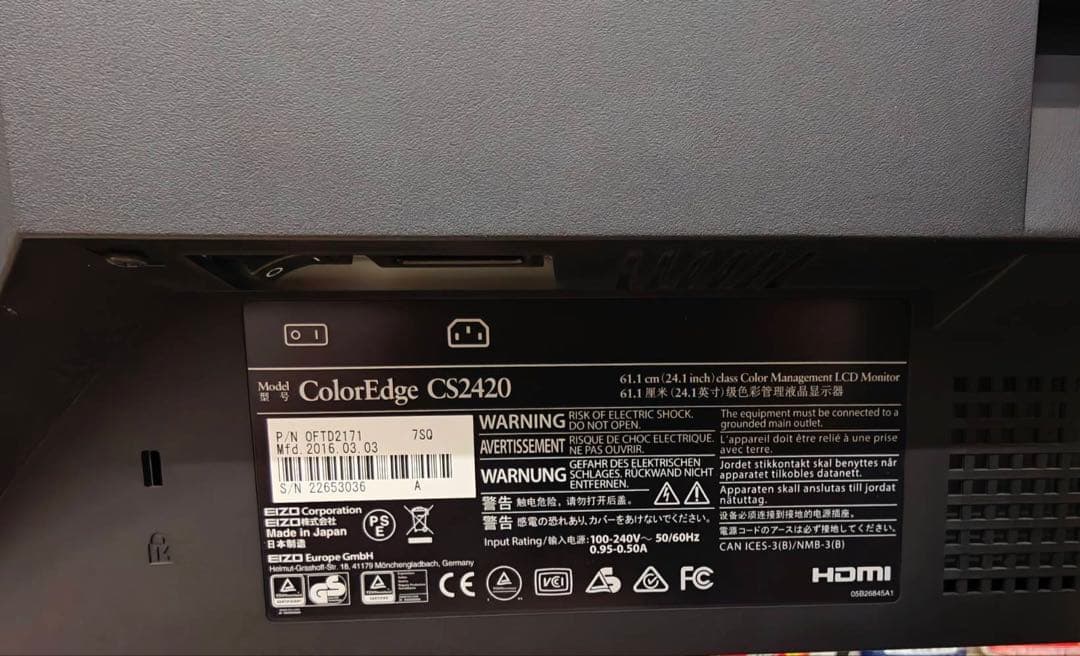 Model
型 号
ColorEdge CS2420
61.1 cm (24.1 inch) class Color Management LCD Monitor
61.1 厘米 (24.1英寸) 级色彩管理液晶显示器
P/N 0FTD2171 7SQ
Mfd.2016.03.03
S/N 22653036 A
WARNING RISK OF ELECTRIC SHOCK.
DO NOT OPEN.
AVERTISSEMENT RISQUE DE CHOC ELECTRIQUE.
NE PAS OUVRIR.
WARNUNG GEFAHR DES ELEKTRISCHEN
SCHLAGES, RÜCKWAND NICHT
ENTFERNEN.
警告 触电危险, 请勿打开后盖。
警告 感電の恐れあり、カバーをあけないでください。
Input Rating/输入电源:100-240V～ 50/60Hz
0.95-0.50A
The equipment must be connected to a
grounded main outlet.
L'appareil doit être relié à une prise
avec terre.
Jordet stikkontakt skal benyttes når
apparatet tilkobles datanett.
Apparaten skall anslutas till jordat
nätuttag.
设备必须连接到接地的电源插座。
電源コードのアースは必ず接地してください。
CAN ICES-3(B)/NMB-3(B)
EIZO Corporation
EIZO株式会社
Made in Japan
日本制造
PS
E
EIZO Europe GmbH
Helmut-Grashoff-Str. 18, 41179 Mönchengladbach, Germany
GS
CE
VCI
FC
HDMI
05B26845A1